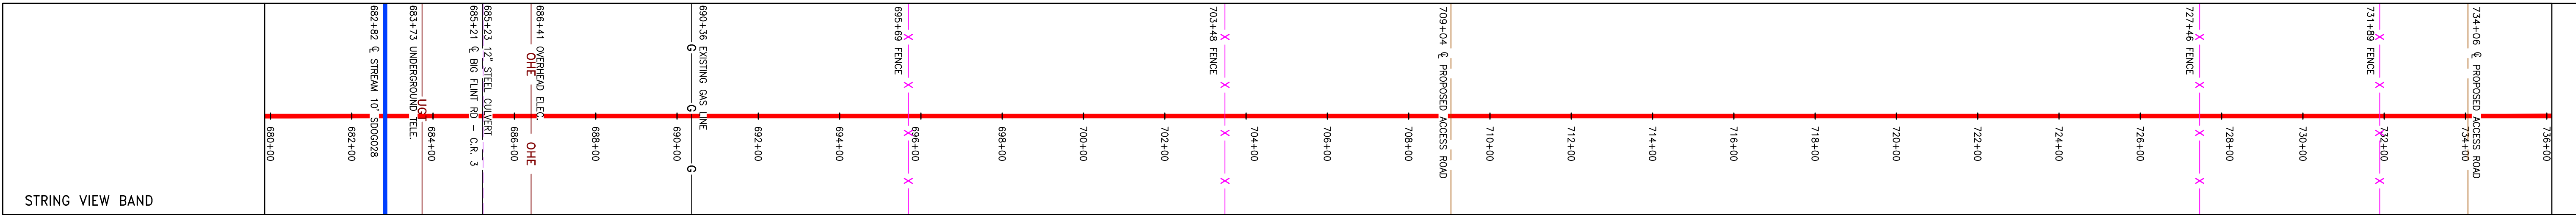 682+82 ℄ STREAM 10' SDOG028
683+73 UNDERGROUND TELE.
685+21 ℄ BIG FLINT RD – C.R. 3
685+23 12" STEEL CULVERT
686+41 OVERHEAD ELEC.
690+36 EXISTING GAS LINE
695+69 FENCE
703+48 FENCE
709+04 ℄ PROPOSED ACCESS ROAD
727+46 FENCE
731+89 FENCE
734+06 ℄ PROPOSED ACCESS ROAD
UGT
OHE
OHE
G
G
G
680+00
682+00
684+00
686+00
688+00
690+00
692+00
694+00
696+00
698+00
700+00
702+00
704+00
706+00
708+00
710+00
712+00
714+00
716+00
718+00
720+00
722+00
724+00
726+00
728+00
730+00
732+00
734+00
736+00
STRING VIEW BAND